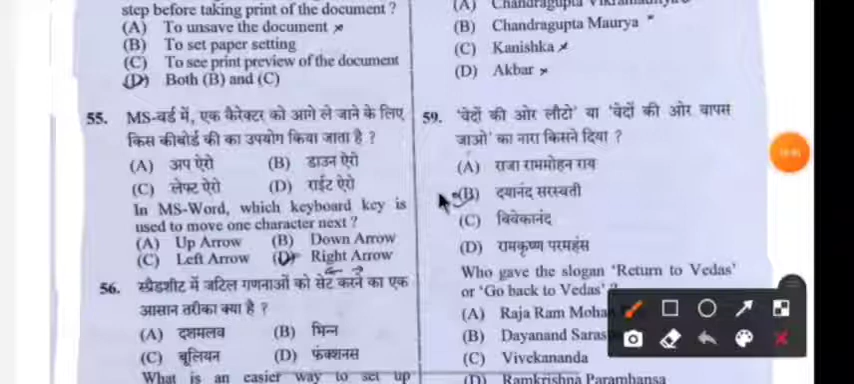 step before taking print of the document ?
(A) To unsave the document
(B) To set paper setting
(C) To see print preview of the document
(D) Both (B) and (C)
55. MS-वर्ड में, एक कैरेक्टर को आगे ले जाने के लिए
किस कीबोर्ड की का उपयोग किया जाता है ?
(A) अप ऐरो (B) डाउन ऐरो
(C) लेफ्ट ऐरो (D) राईट ऐरो
In MS-Word, which keyboard key is
used to move one character next ?
(A) Up Arrow (B) Down Arrow
(C) Left Arrow (D) Right Arrow
56. स्प्रैडशीट में जटिल गणनाओं को सेट करने का एक
आसान तरीका क्या है ?
(A) दशमलव (B) भिन्न
(C) बूलियन (D) फंक्शनस
What is an easier way to set up
(A) Chandragupta
(B) Chandragupta Maurya
(C) Kanishka
(D) Akbar
59. 'वेदों की ओर लौटो' या 'वेदों की ओर वापस
जाओ' का नारा किसने दिया ?
(A) राजा राममोहन राय
(B) दयानंद सरस्वती
(C) विवेकानंद
(D) रामकृष्ण परमहंस
Who gave the slogan 'Return to Vedas'
or 'Go back to Vedas'
(A) Raja Ram Moha
(B) Dayanand Saras
(C) Vivekananda
(D) Ramkrishna Paramhansa